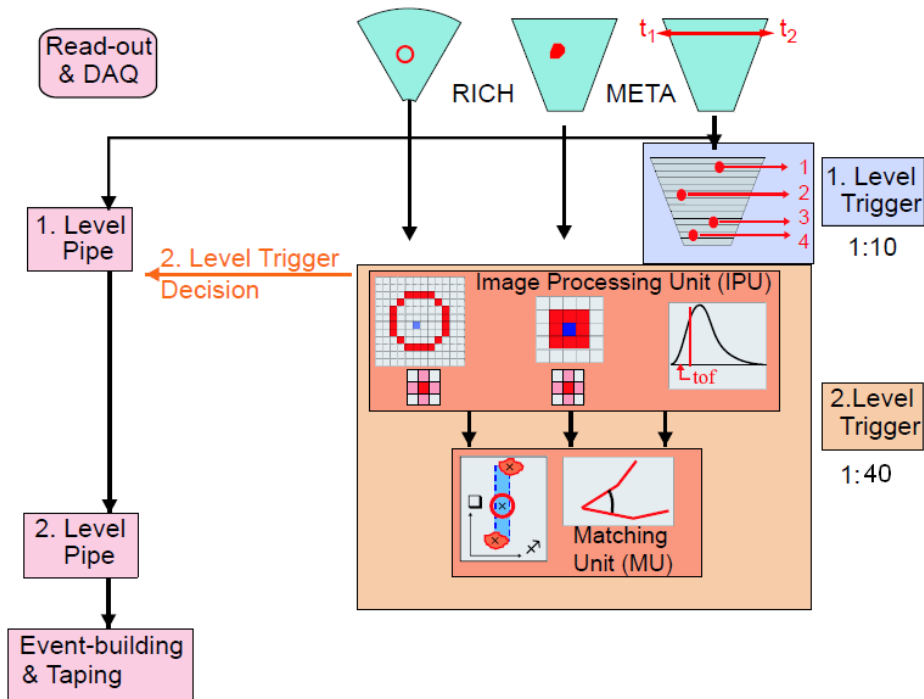 Read-out
& DAQ
RICH
META
t1
t2
1
2
3
4
1. Level
Trigger
1:10
1. Level
Pipe
2. Level Trigger
Decision
Image Processing Unit (IPU)
tof
2.Level
Trigger
1:40
Matching
Unit (MU)
2. Level
Pipe
Event-building
& Taping